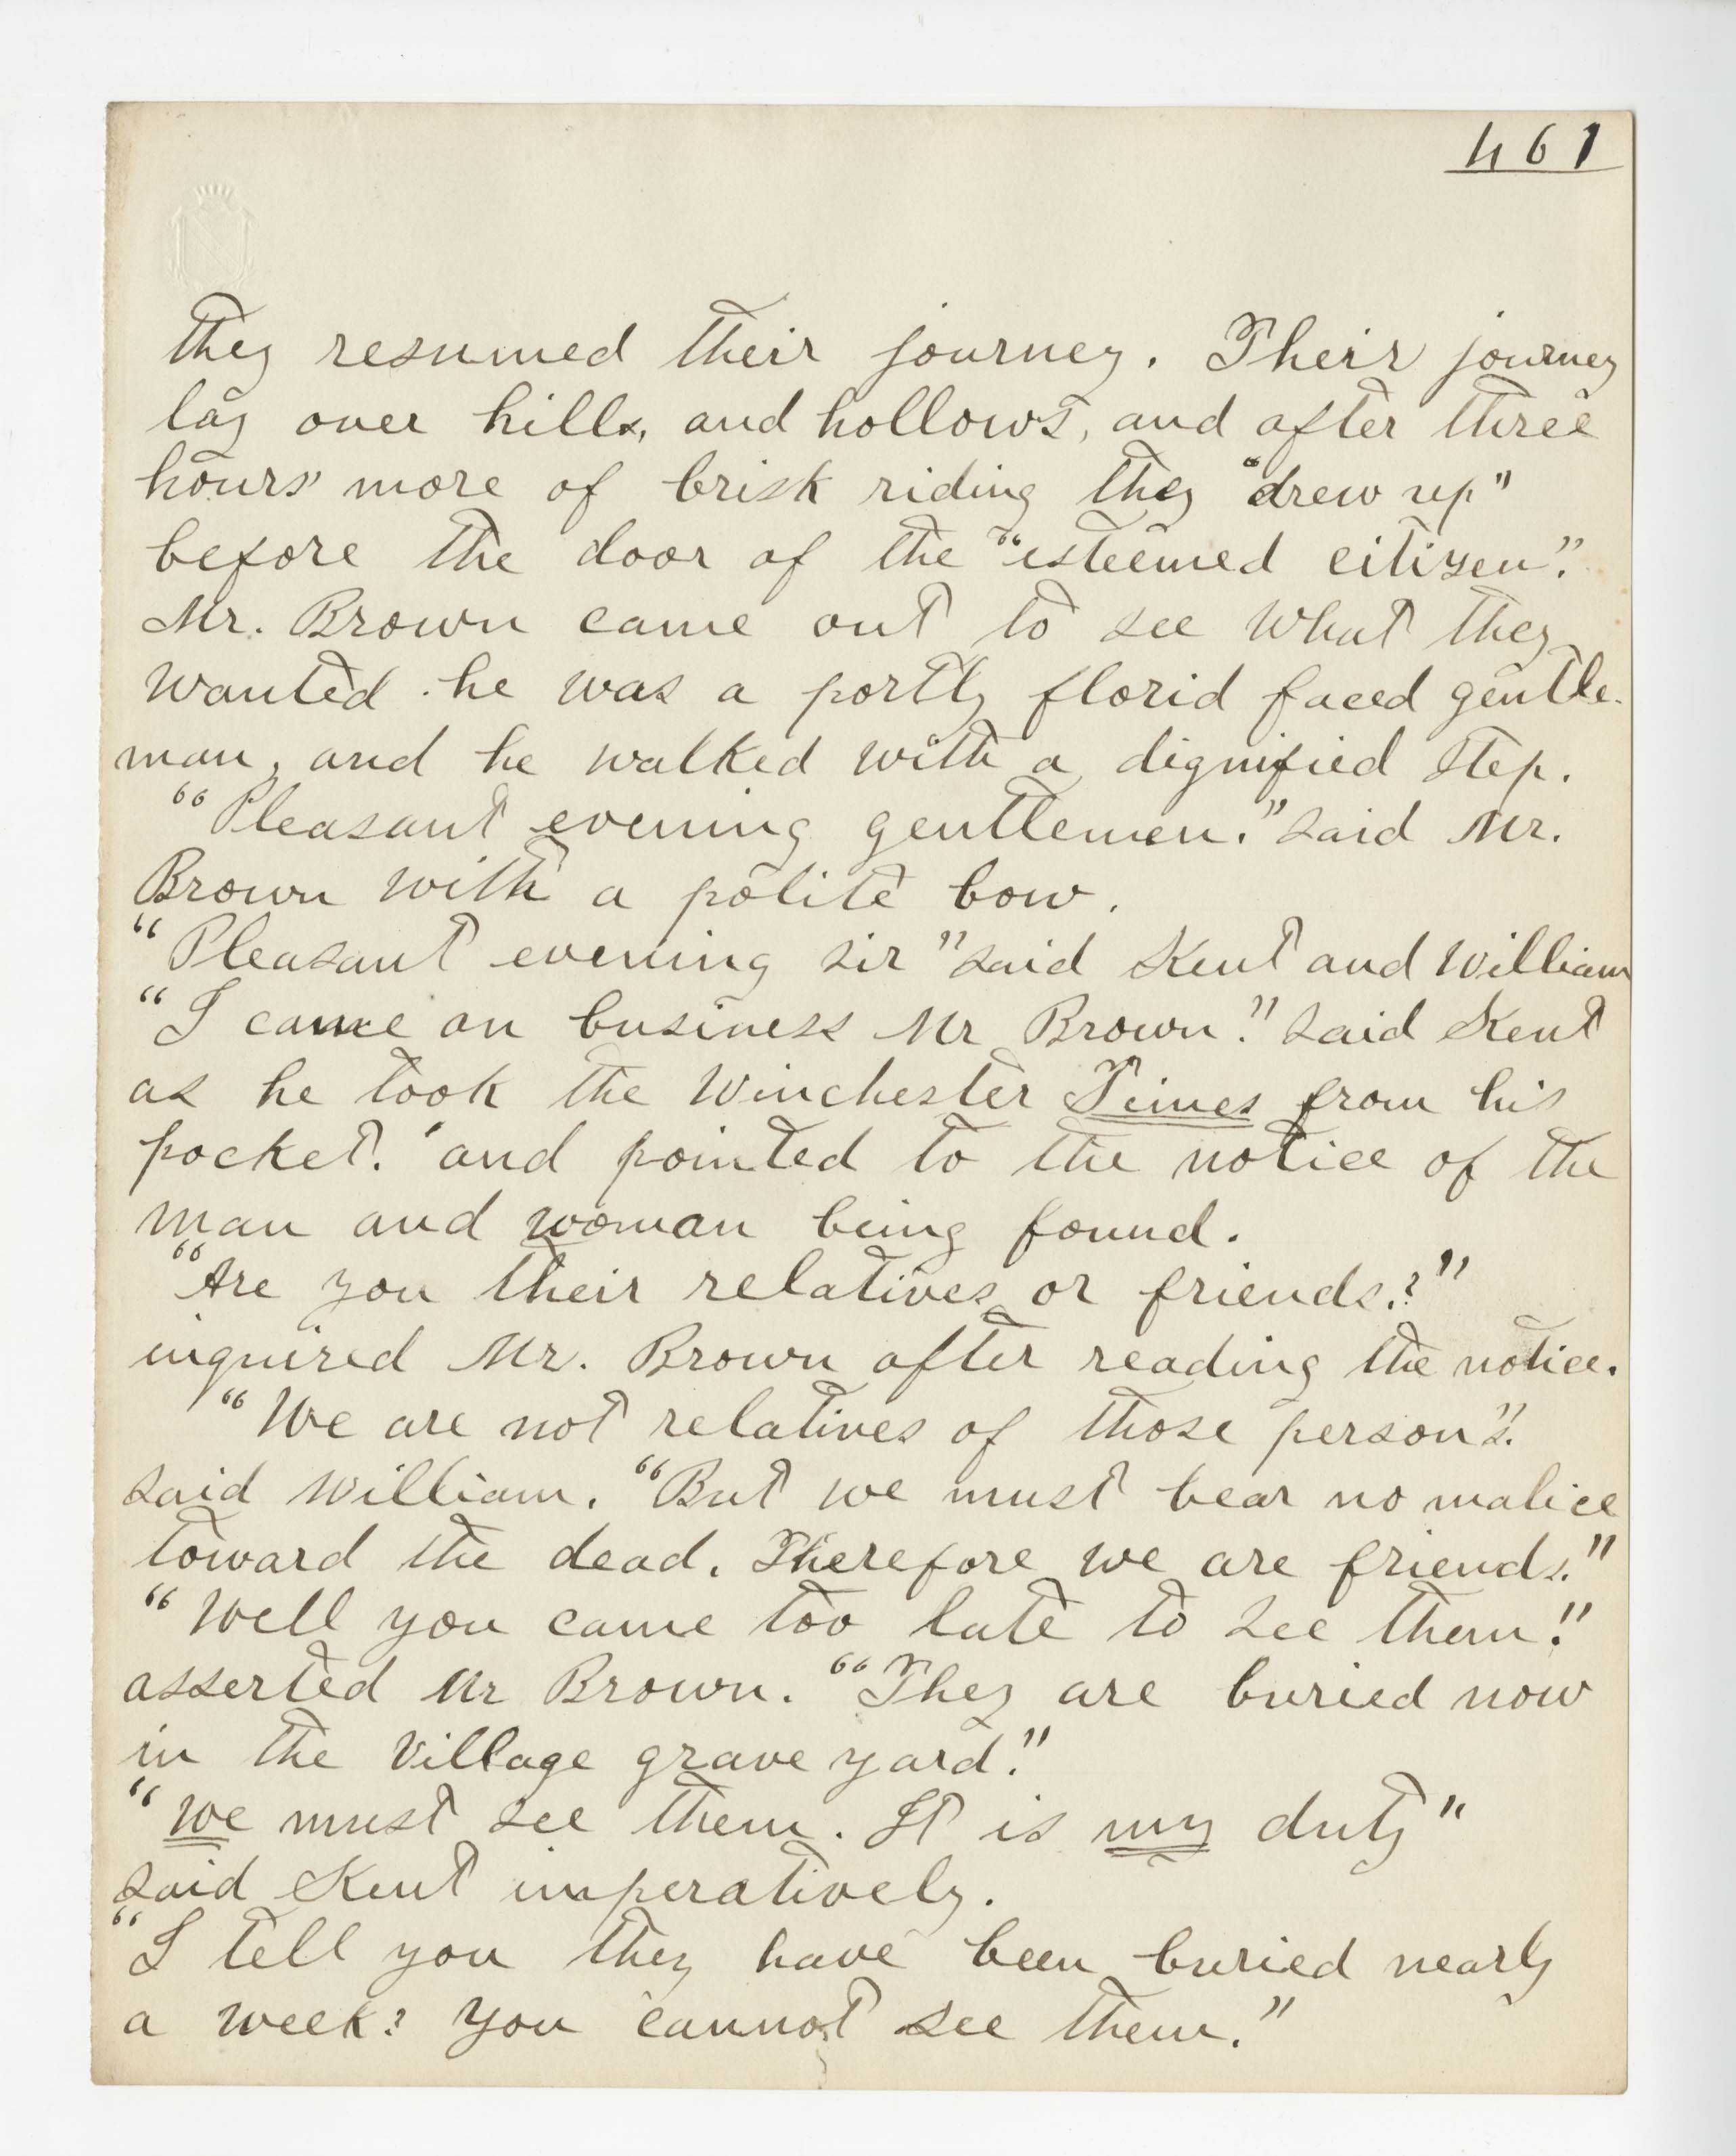 461
they resumed their journey. Their journey
lay over hills, and hollows, and after three
hours' more of brisk riding they "drew up"
before the door of the "esteemed citizen".
Mr. Brown came out to see what they
wanted. he was a portly florid faced gentle-
man, and he walked with a dignified step.
"Pleasant evening gentlemen." said Mr.
Brown with a polite bow.
"Pleasant evening sir" said Kent and William
"I came on business Mr Brown." said Kent
as he took the Winchester Times from his
pocket. and pointed to the notice of the
man and woman being found.
"Are you their relatives or friends.?"
inquired Mr. Brown after reading the notice.
"We are not relatives of those persons".
said William. "But we must bear no malice
toward the dead. Therefore we are friends."
"Well you came too late to see them!"
asserted Mr Brown. "They are buried now
in the village grave yard."
"we must see them. It is my duty"
said Kent imperatively.
"I tell you they have been buried nearly
a week? you cannot see them."